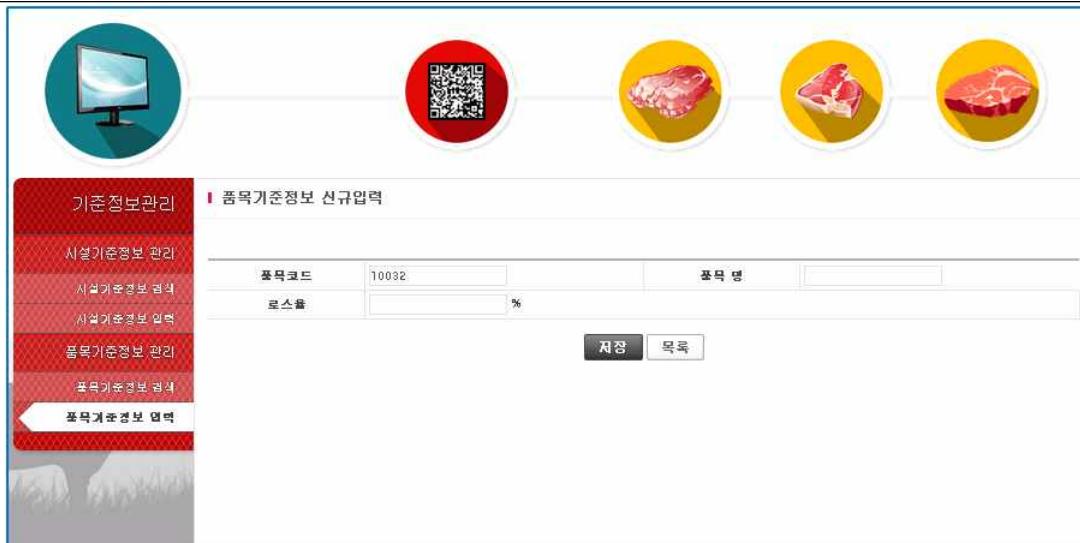 기준정보관리
시설기준정보 관리
시설기준정보 검색
시설기준정보 입력
품목기준정보 관리
품목기준정보 검색
품목기준정보 입력
품목기준정보 신규입력
품목코드 10032 품목 명
로스율 %
저장 목록